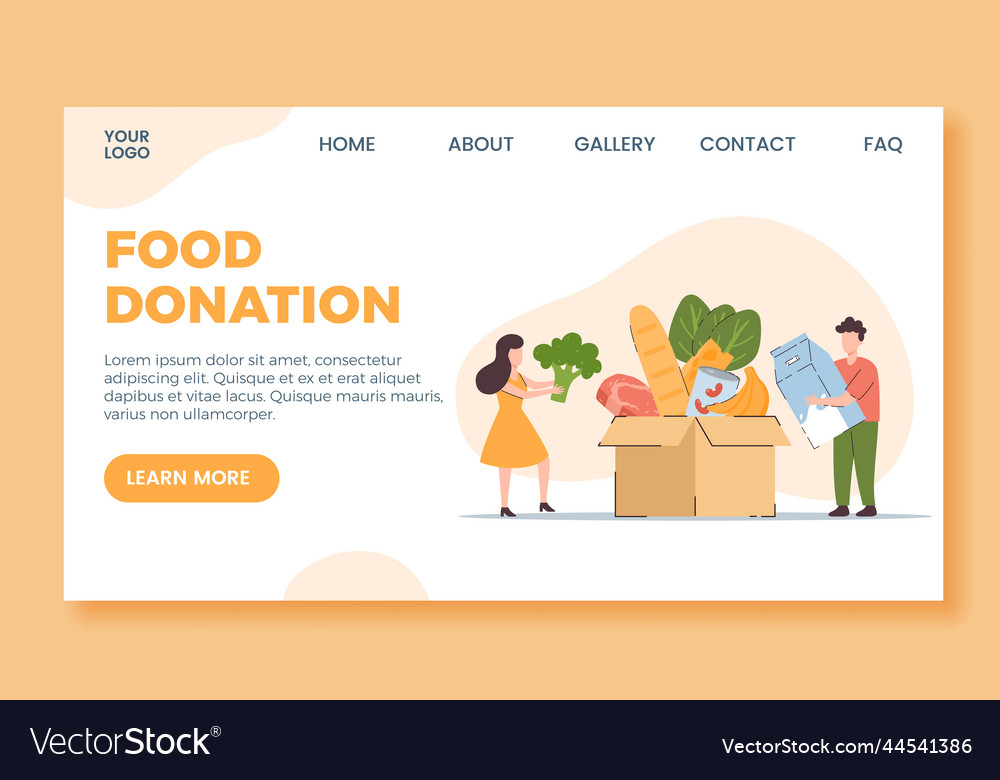 YOUR
LOGO
HOME ABOUT GALLERY CONTACT FAQ
FOOD
DONATION
Lorem ipsum dolor sit amet, consectetur
adipiscing elit. Quisque et ex et erat aliquet
dapibus et vitae lacus. Quisque mauris mauris,
varius non ullamcorper.
LEARN MORE
VectorStock®
VectorStock.com/44541386